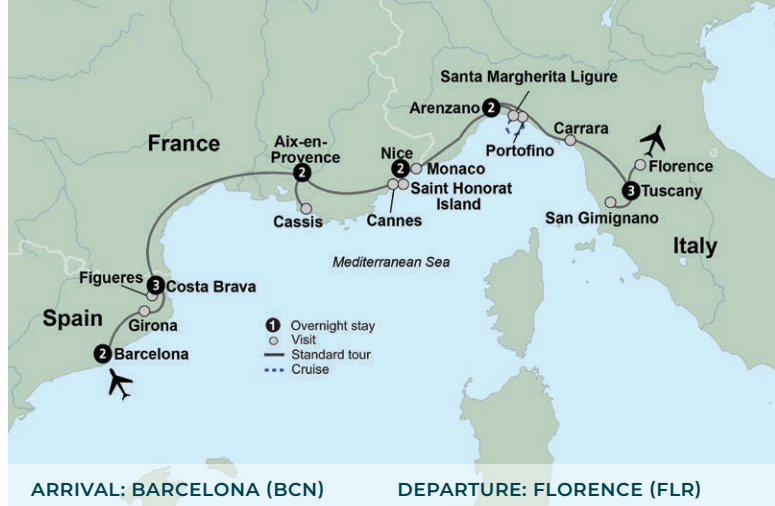 Santa Margherita Ligure
Arenzano
2
Carrara
France
Aix-en-
Provence
2
Nice
2
Monaco
Portofino
Florence
Saint Honorat
Island
3
Tuscany
Cassis
Cannes
San Gimignano
Italy
Mediterranean Sea
Figueres
3
Costa Brava
Spain
Girona
2
Barcelona
1 Overnight stay
Visit
Standard tour
Cruise
ARRIVAL: BARCELONA (BCN)
DEPARTURE: FLORENCE (FLR)